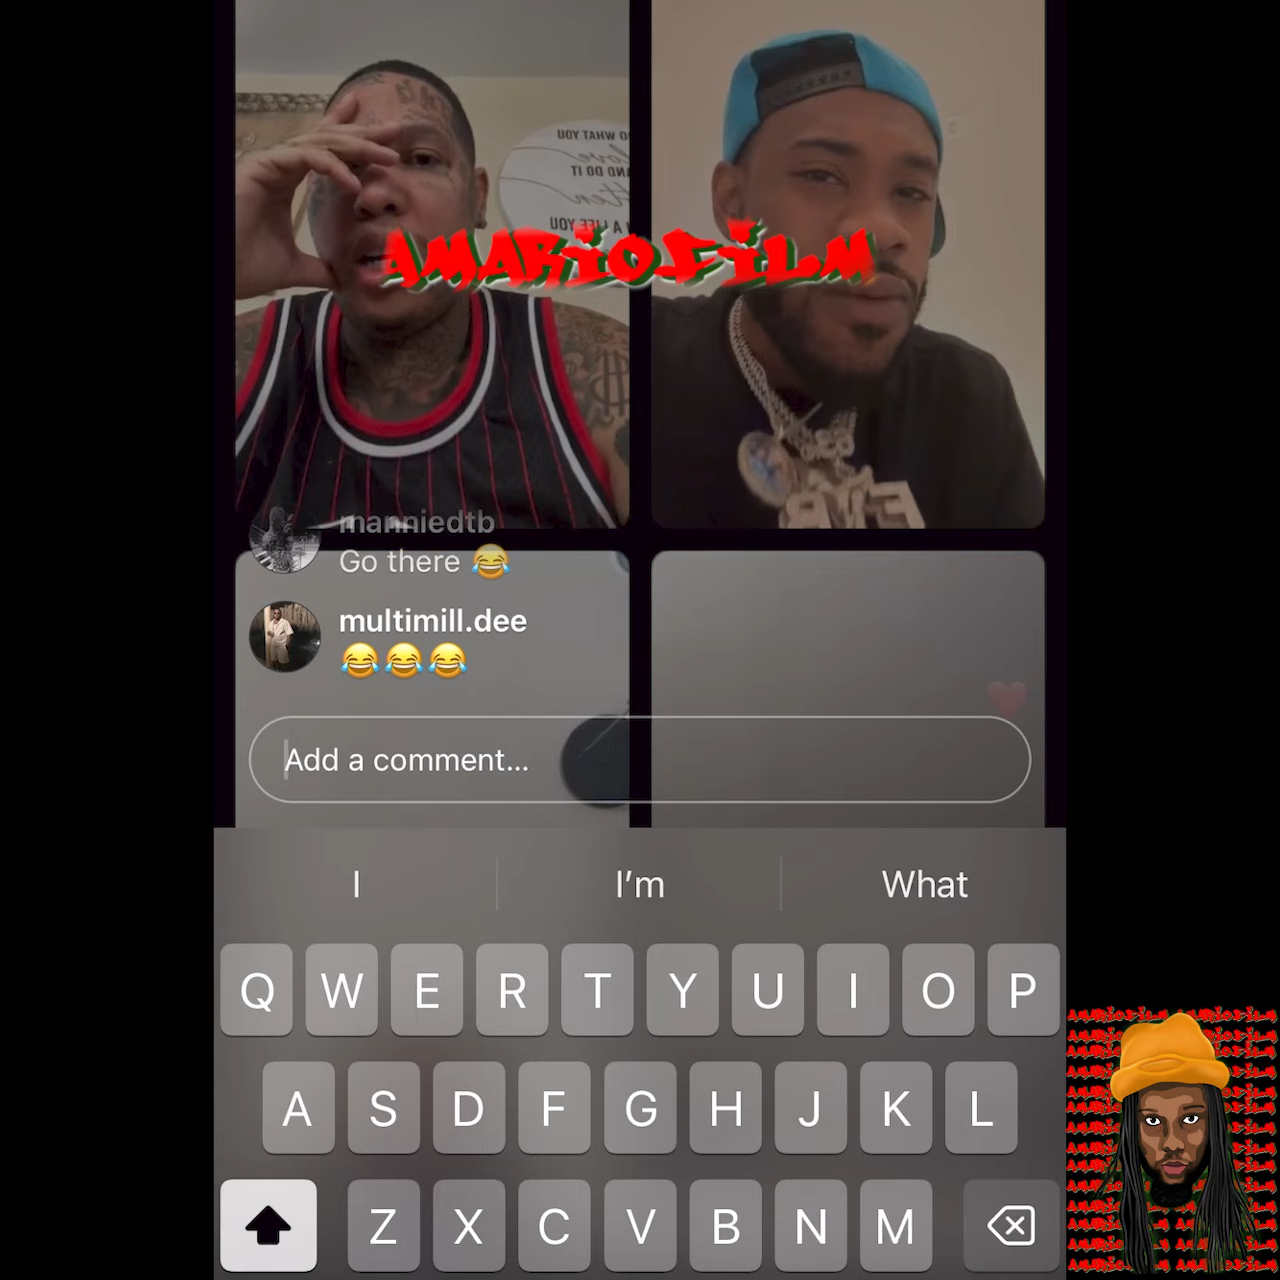 AMARIOFILM
manniedtb
Go there 😂
multimill.dee
😂😂😂
Add a comment...
I I'm What
Q W E R T Y U I O P
A S D F G H J K L
Z X C V B N M